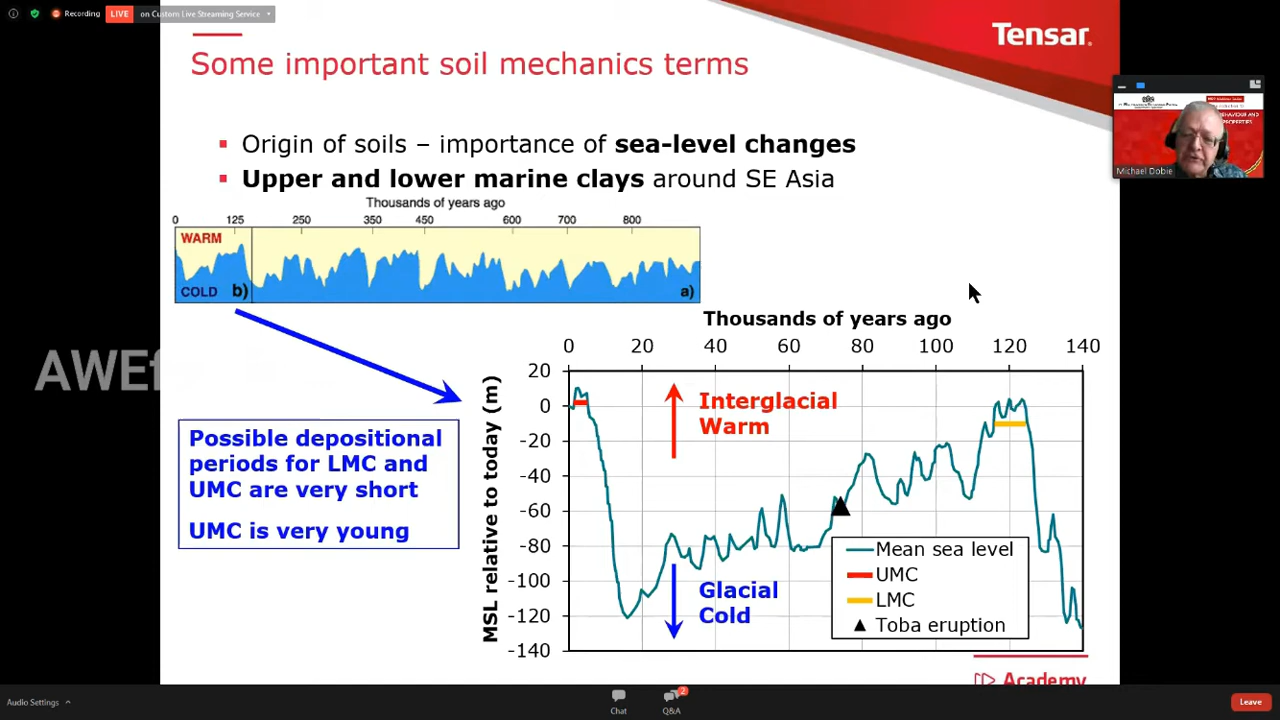 Recording
LIVE
on Custom Live Streaming Service
Tensar
Some important soil mechanics terms
Michael Dobie
Origin of soils – importance of sea-level changes
Upper and lower marine clays around SE Asia
Thousands of years ago
0 125 250 350 450 600 700 800
WARM
COLD b) a)
Thousands of years ago
0 20 40 60 80 100 120 140
MSL relative to today (m)
20
0
-20
-40
-60
-80
-100
-120
-140
Interglacial
Warm
Glacial
Cold
Mean sea level
UMC
LMC
Toba eruption
Possible depositional
periods for LMC and
UMC are very short
UMC is very young
Academy
Audio Settings
Chat
Q&A
2
Leave